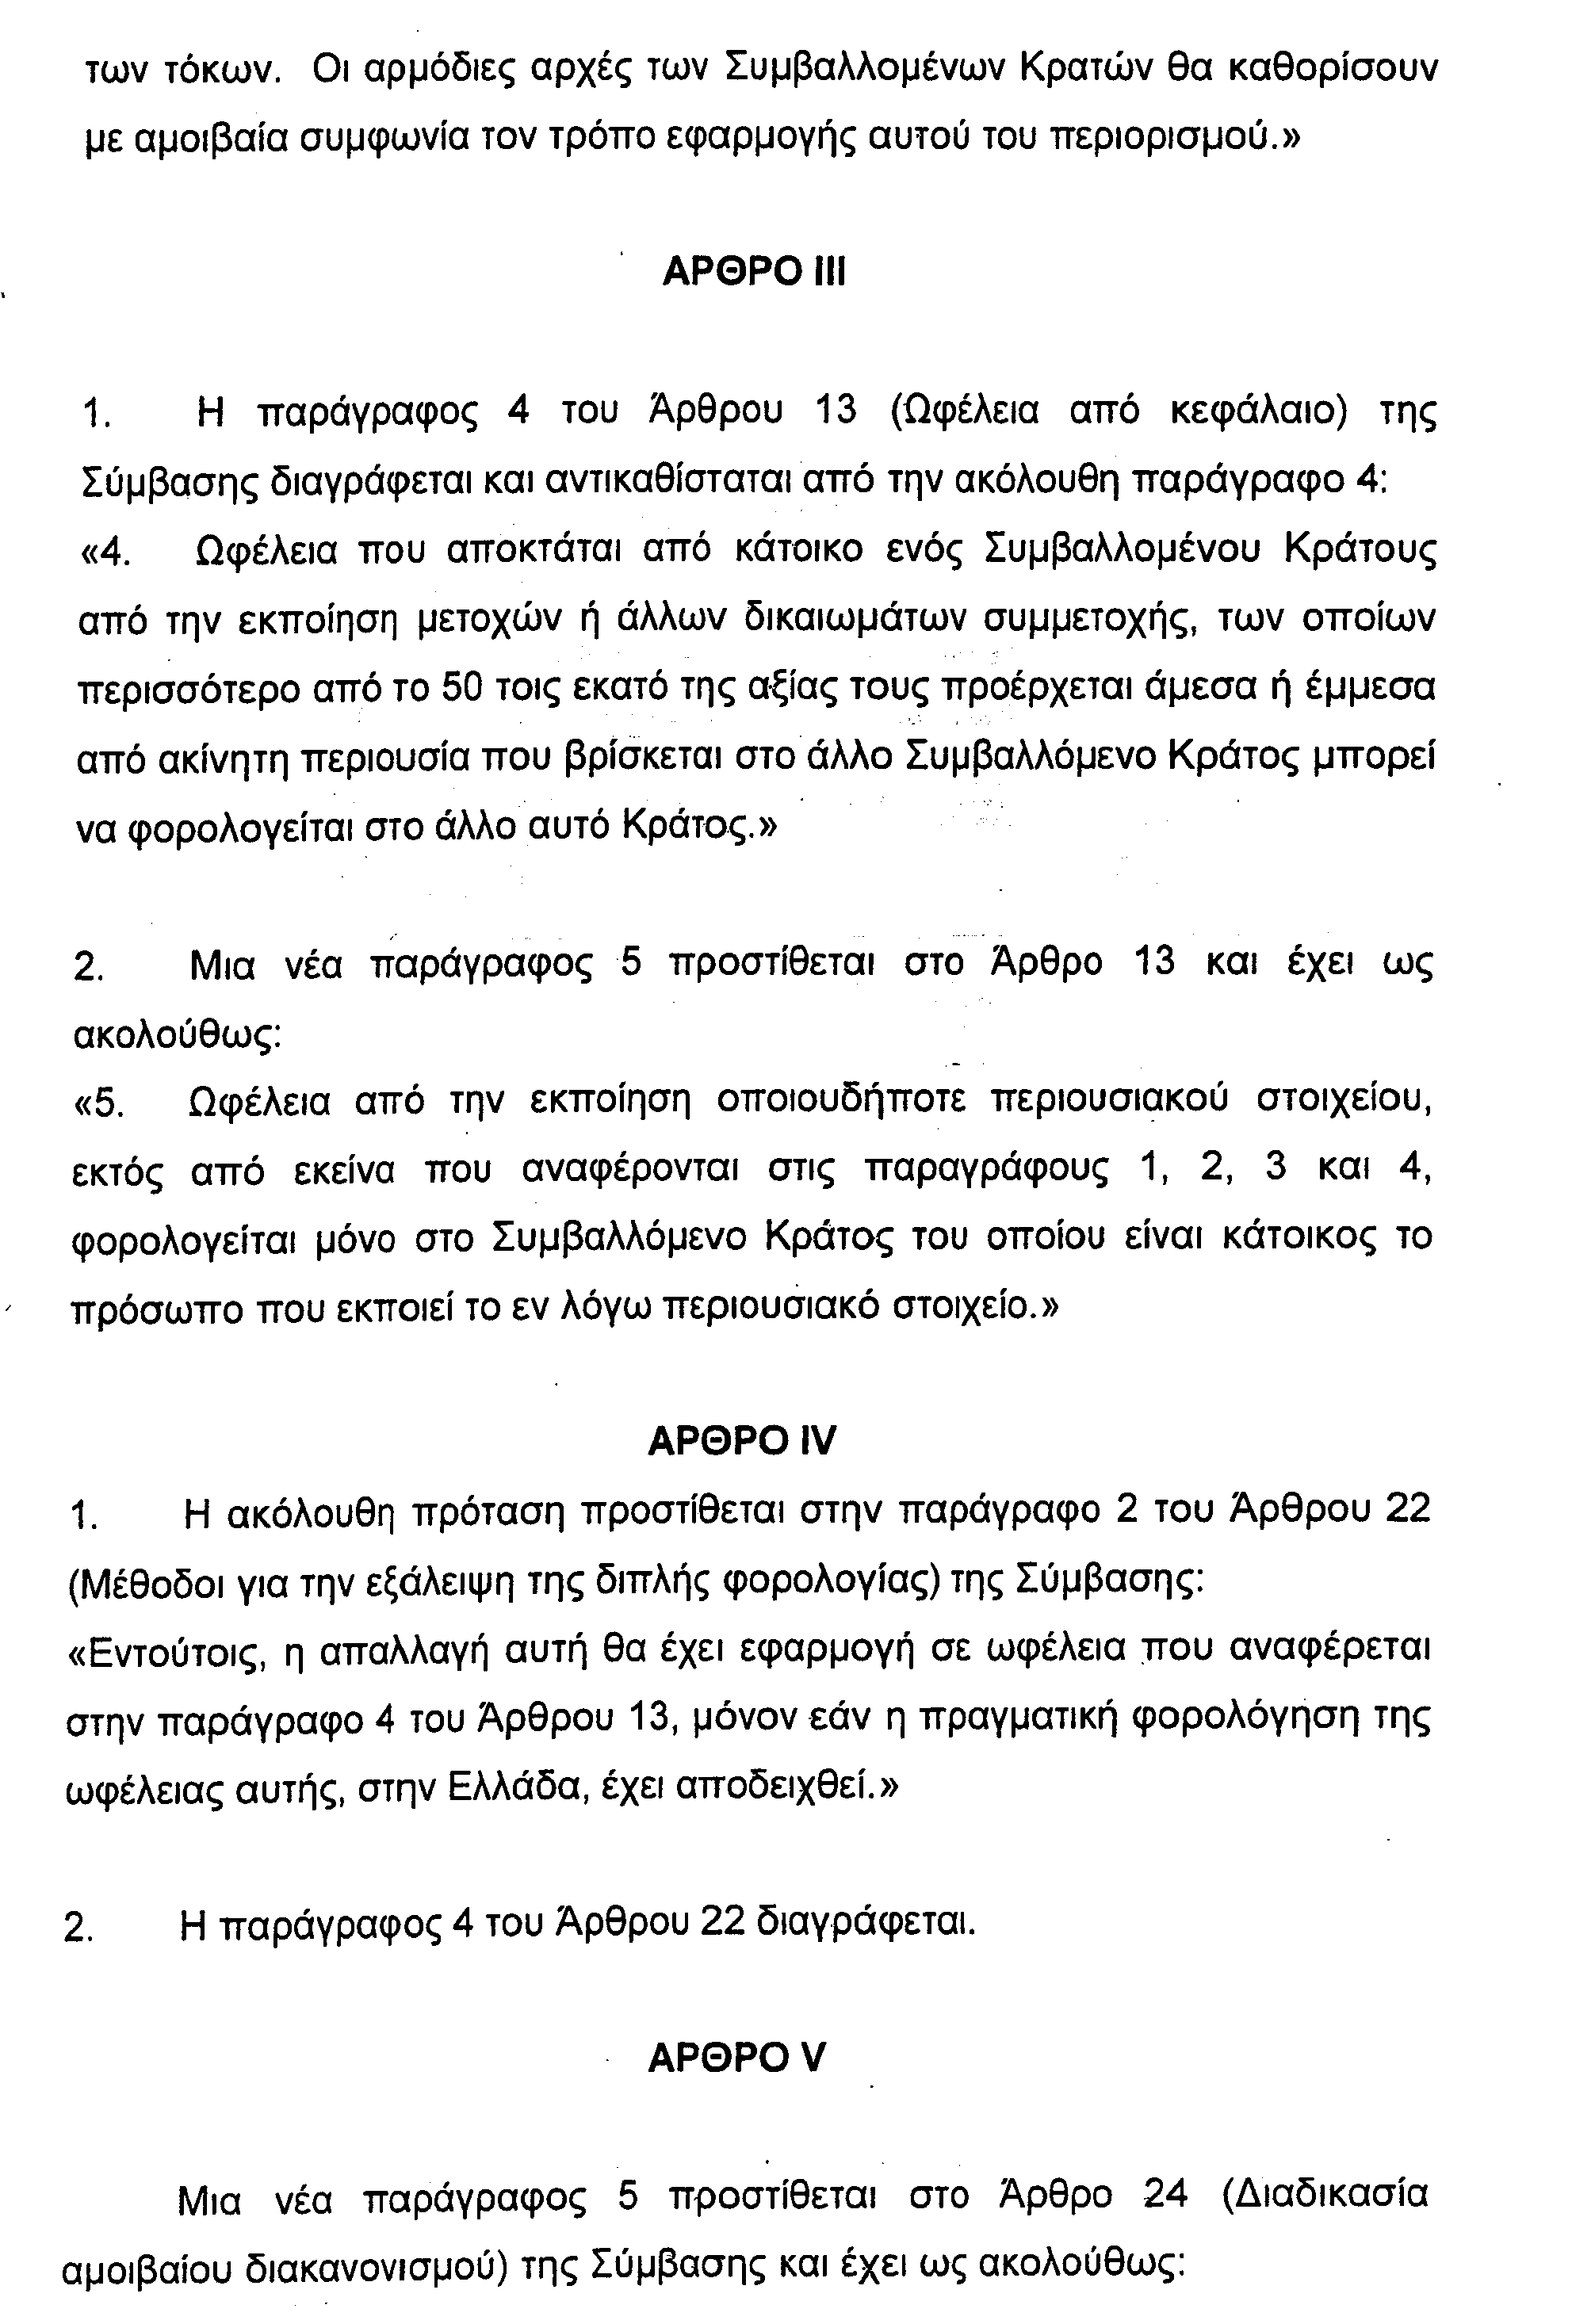 των τόκων. Οι αρμόδιες αρχές των Συμβαλλομένων Κρατών θα καθορίσουν
με αμοιβαία συμφωνία τον τρόπο εφαρμογής αυτού του περιορισμού.»
ΑΡΘΡΟ III
1. Η παράγραφος 4 του Άρθρου 13 (Ωφέλεια από κεφάλαιο) της
Σύμβασης διαγράφεται και αντικαθίσταται από την ακόλουθη παράγραφο 4:
«4. Ωφέλεια που αποκτάται από κάτοικο ενός Συμβαλλομένου Κράτους
από την εκποίηση μετοχών ή άλλων δικαιωμάτων συμμετοχής, των οποίων
περισσότερο από το 50 τοις εκατό της αξίας τους προέρχεται άμεσα ή έμμεσα
από ακίνητη περιουσία που βρίσκεται στο άλλο Συμβαλλόμενο Κράτος μπορεί
να φορολογείται στο άλλο αυτό Κράτος.»
2. Μια νέα παράγραφος 5 προστίθεται στο Άρθρο 13 και έχει ως
ακολούθως:
«5. Ωφέλεια από την εκποίηση οποιουδήποτε περιουσιακού στοιχείου,
εκτός από εκείνα που αναφέρονται στις παραγράφους 1, 2, 3 και 4,
φορολογείται μόνο στο Συμβαλλόμενο Κράτος του οποίου είναι κάτοικος το
πρόσωπο που εκποιεί το εν λόγω περιουσιακό στοιχείο.»
ΑΡΘΡΟ IV
1. Η ακόλουθη πρόταση προστίθεται στην παράγραφο 2 του Άρθρου 22
(Μέθοδοι για την εξάλειψη της διπλής φορολογίας) της Σύμβασης:
«Εντούτοις, η απαλλαγή αυτή θα έχει εφαρμογή σε ωφέλεια που αναφέρεται
στην παράγραφο 4 του Άρθρου 13, μόνον εάν η πραγματική φορολόγηση της
ωφέλειας αυτής, στην Ελλάδα, έχει αποδειχθεί.»
2. Η παράγραφος 4 του Άρθρου 22 διαγράφεται.
ΑΡΘΡΟ V
Μια νέα παράγραφος 5 προστίθεται στο Άρθρο 24 (Διαδικασία
αμοιβαίου διακανονισμού) της Σύμβασης και έχει ως ακολούθως: